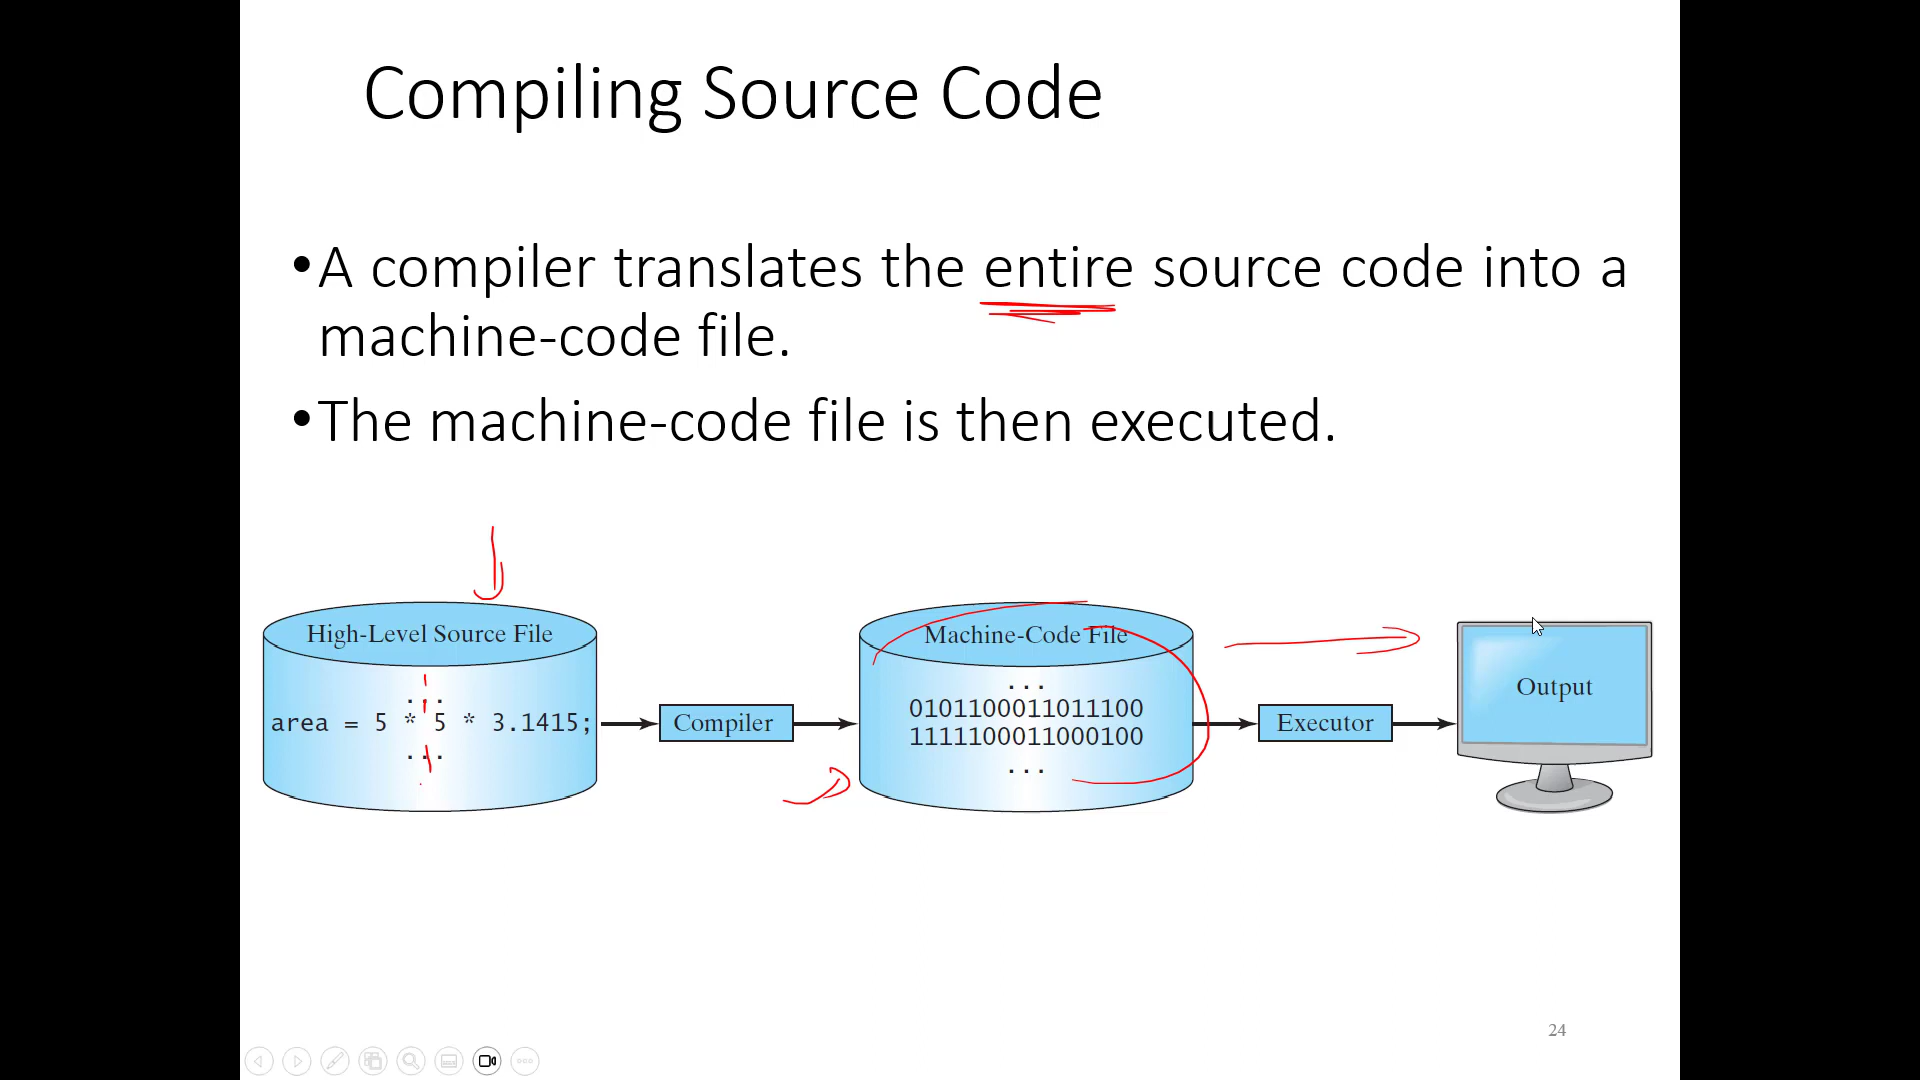 Compiling Source Code
•A compiler translates the entire source code into a
machine-code file.
•The machine-code file is then executed.
High-Level Source File
...
area = 5 * 5 * 3.1415;
...
Compiler
Machine-Code File
...
0101100011011100
1111100011000100
...
Executor
Output
24